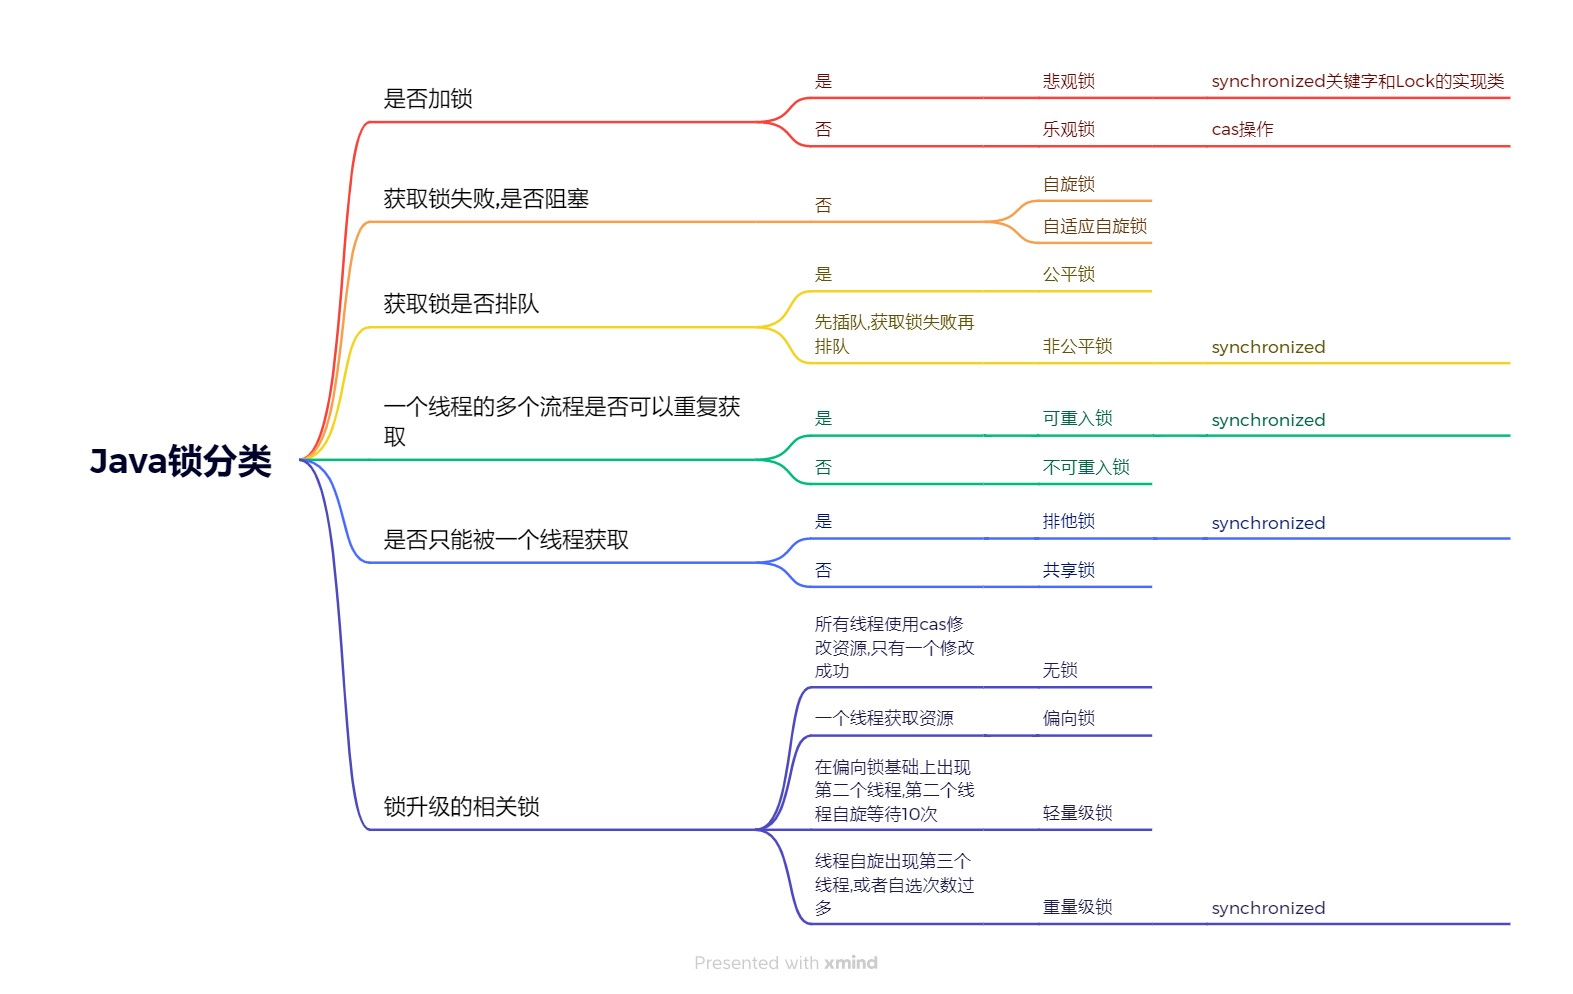 Java锁分类
是否加锁
是
悲观锁
synchronized关键字和Lock的实现类
否
乐观锁
cas操作
获取锁失败,是否阻塞
否
自旋锁
自适应自旋锁
获取锁是否排队
是
公平锁
先插队,获取锁失败再
排队
非公平锁
synchronized
一个线程的多个流程是否可以重复获
取
是
可重入锁
synchronized
否
不可重入锁
是否只能被一个线程获取
是
排他锁
synchronized
否
共享锁
锁升级的相关锁
所有线程使用cas修
改资源,只有一个修改
成功
无锁
一个线程获取资源
偏向锁
在偏向锁基础上出现
第二个线程,第二个线
程自旋等待10次
轻量级锁
线程自旋出现第三个
线程,或者自选次数过
多
重量级锁
synchronized
Presented with xmind